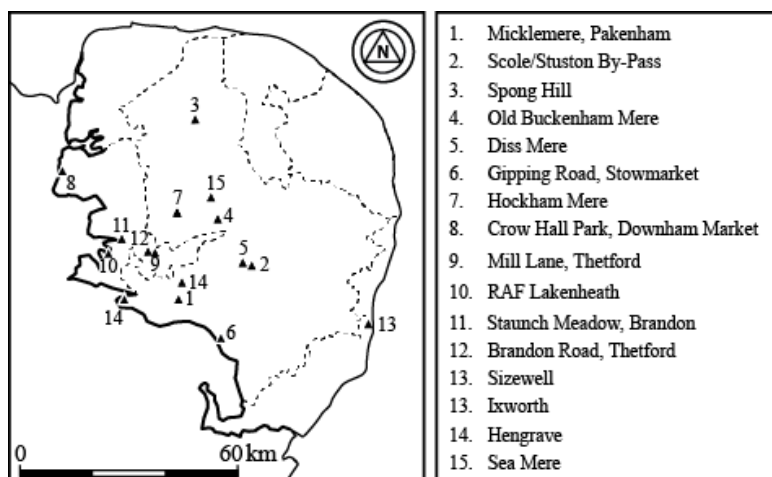 N
3
8
15
7
4
11
12
10
9
5
2
14
14
1
13
6
0
60 km
1. Micklemere, Pakenham
2. Scole/Stuston By-Pass
3. Spong Hill
4. Old Buckenham Mere
5. Diss Mere
6. Gipping Road, Stowmarket
7. Hockham Mere
8. Crow Hall Park, Downham Market
9. Mill Lane, Thetford
10. RAF Lakenheath
11. Staunch Meadow, Brandon
12. Brandon Road, Thetford
13. Sizewell
13. Ixworth
14. Hengrave
15. Sea Mere